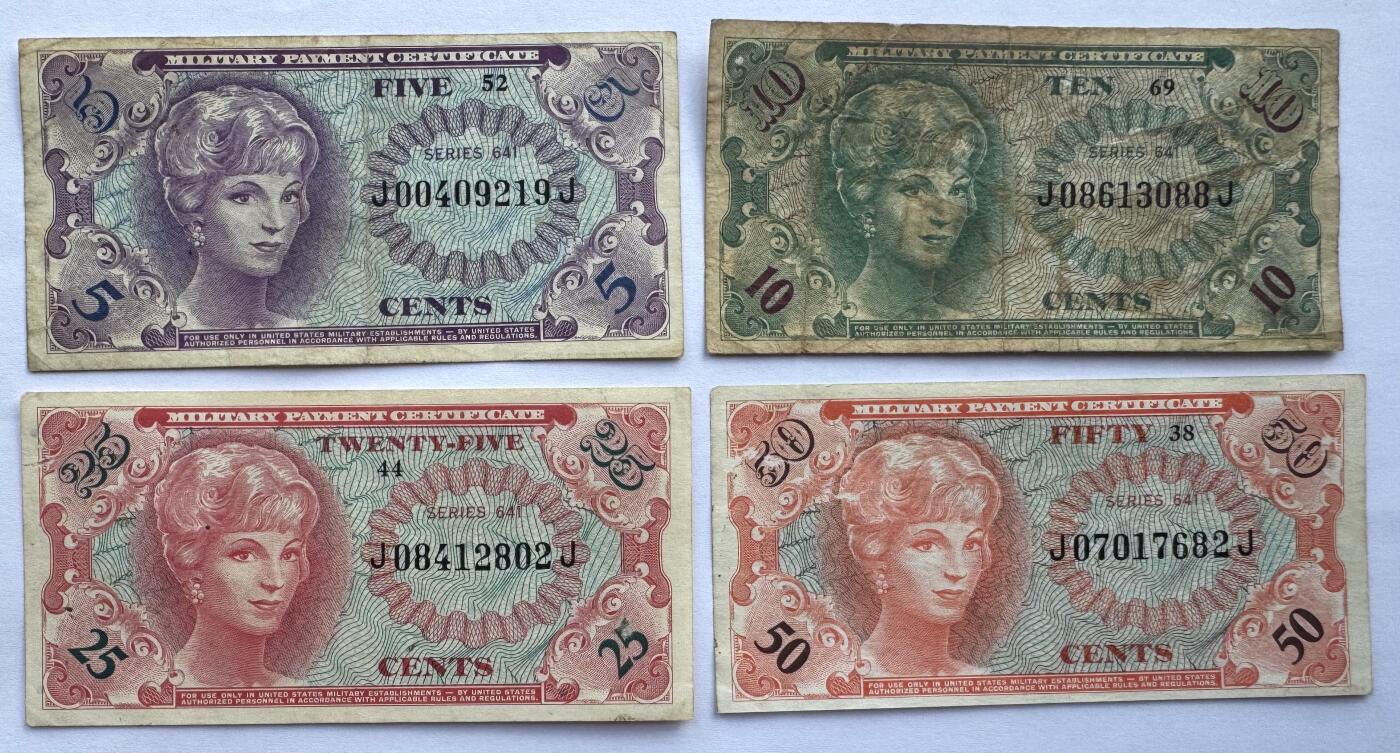 MILITARY PAYMENT CERTIFICATE
5 FIVE 52 5
SERIES 641
J00409219J
5 CENTS 5
FOR USE ONLY IN UNITED STATES MILITARY ESTABLISHMENTS — BY UNITED STATES
AUTHORIZED PERSONNEL IN ACCORDANCE WITH APPLICABLE RULES AND REGULATIONS.
MILITARY PAYMENT CERTIFICATE
10 TEN 69 10
SERIES 641
J08613088J
10 CENTS 10
FOR USE ONLY IN UNITED STATES MILITARY ESTABLISHMENTS — BY UNITED STATES
AUTHORIZED PERSONNEL IN ACCORDANCE WITH APPLICABLE RULES AND REGULATIONS.
MILITARY PAYMENT CERTIFICATE
25 TWENTY-FIVE 25
44
SERIES 641
J08412802J
25 CENTS 25
FOR USE ONLY IN UNITED STATES MILITARY ESTABLISHMENTS — BY UNITED STATES
AUTHORIZED PERSONNEL IN ACCORDANCE WITH APPLICABLE RULES AND REGULATIONS.
MILITARY PAYMENT CERTIFICATE
50 FIFTY 38 50
SERIES 641
J07017682J
50 CENTS 50
FOR USE ONLY IN UNITED STATES MILITARY ESTABLISHMENTS — BY UNITED STATES
AUTHORIZED PERSONNEL IN ACCORDANCE WITH APPLICABLE RULES AND REGULATIONS.